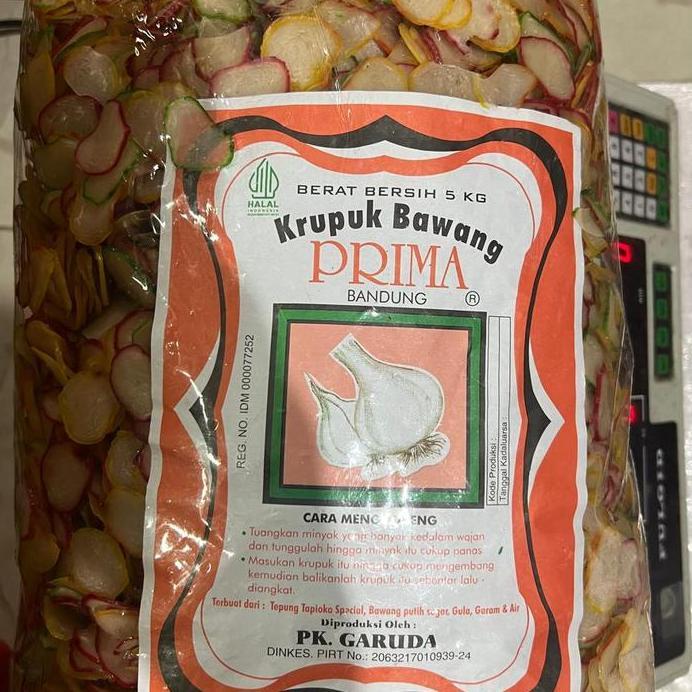 HALAL
INDONESIA
BERAT BERSIH 5 KG
Krupuk Bawang
PRIMA
BANDUNG ®
REG. NO. IDM 000077252
Kode Produksi :
Tanggal Kadaluarsa :
CARA MENGGORENG
• Tuangkan minyak yang banyak kedalam wajan
dan tunggulah hingga minyak itu cukup panas
• Masukan krupuk itu hingga cukup mengembang
kemudian balikanlah krupuk itu sebentar lalu
diangkat.
Terbuat dari : Tepung Tapioka Special, Bawang putih segar, Gula, Garam & Air
Diproduksi Oleh :
PK. GARUDA
DINKES. PIRT No.: 2063217010939-24